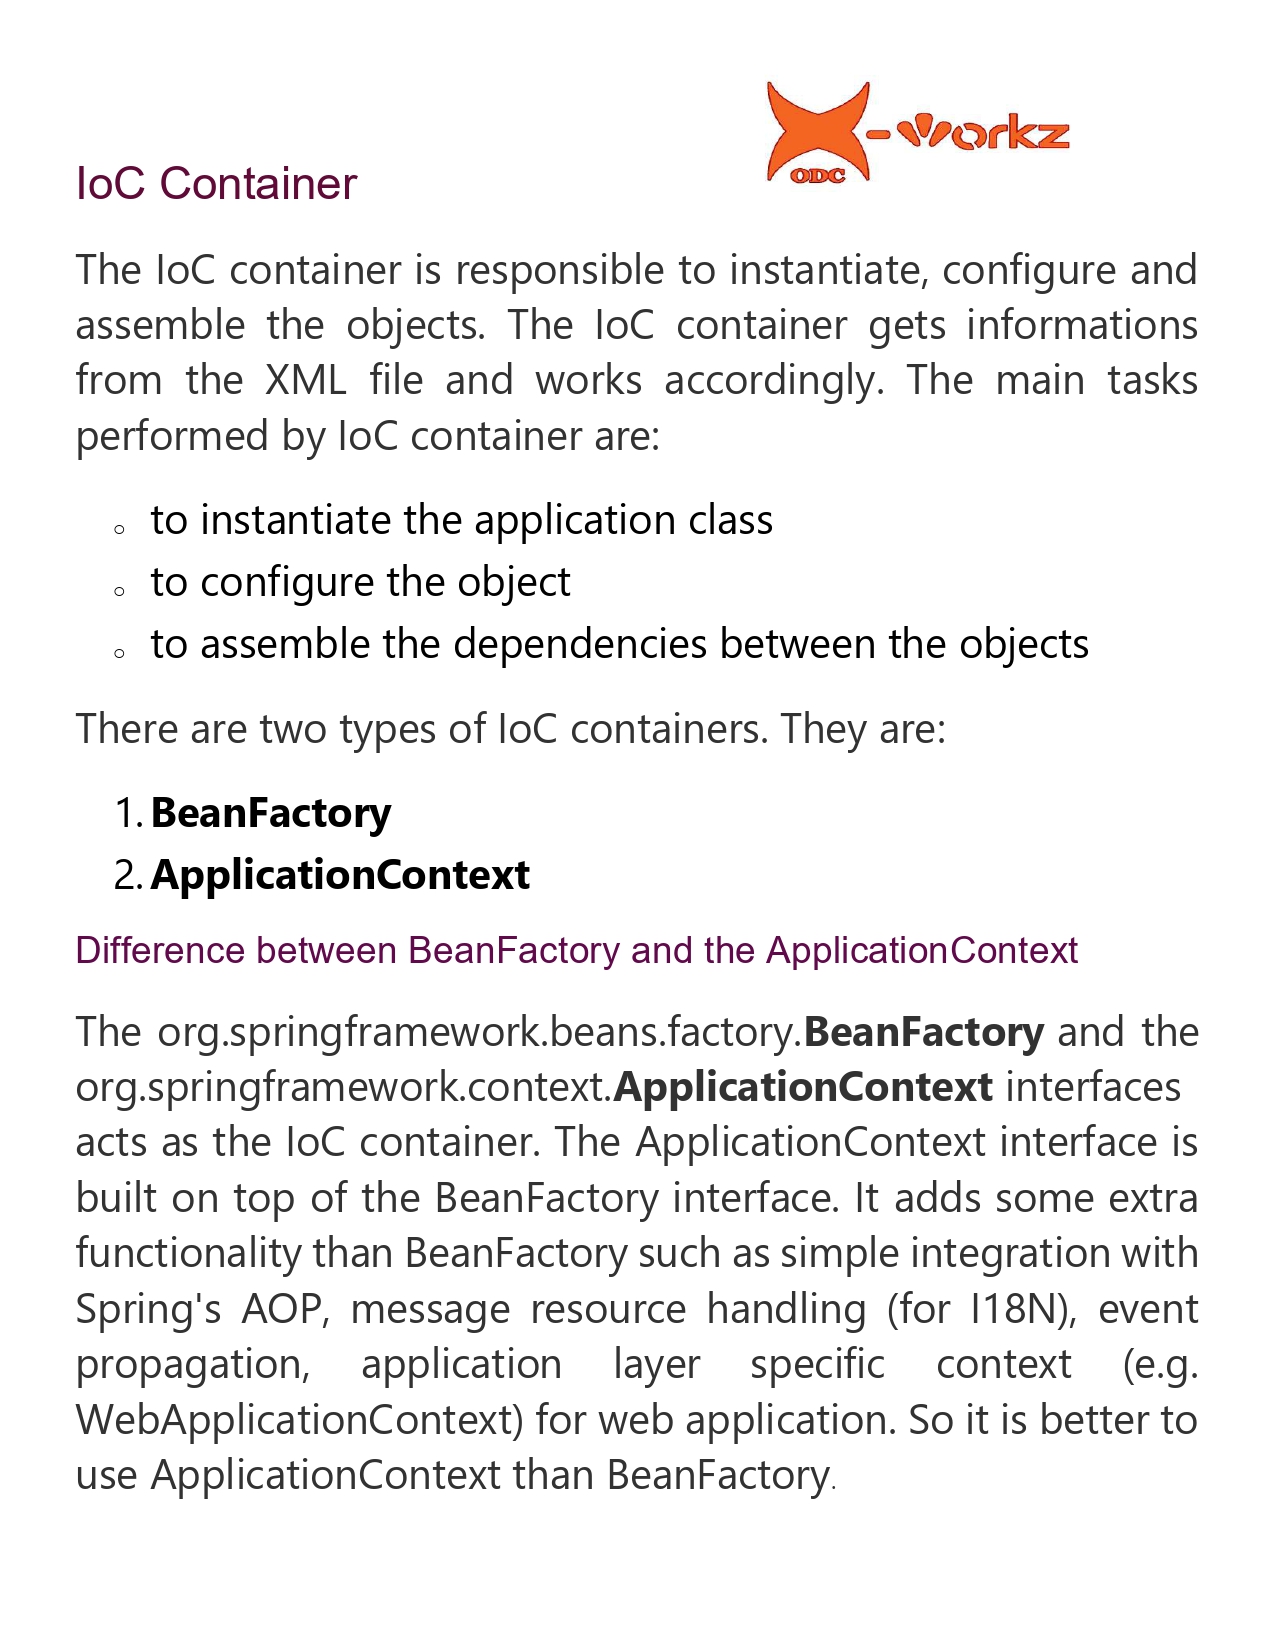 X-workz
ODC
IoC Container
The IoC container is responsible to instantiate, configure and
assemble the objects. The IoC container gets informations
from the XML file and works accordingly. The main tasks
performed by IoC container are:
○ to instantiate the application class
○ to configure the object
○ to assemble the dependencies between the objects
There are two types of IoC containers. They are:
1. BeanFactory
2. ApplicationContext
Difference between BeanFactory and the ApplicationContext
The org.springframework.beans.factory.BeanFactory and the
org.springframework.context.ApplicationContext interfaces
acts as the IoC container. The ApplicationContext interface is
built on top of the BeanFactory interface. It adds some extra
functionality than BeanFactory such as simple integration with
Spring's AOP, message resource handling (for I18N), event
propagation, application layer specific context (e.g.
WebApplicationContext) for web application. So it is better to
use ApplicationContext than BeanFactory.